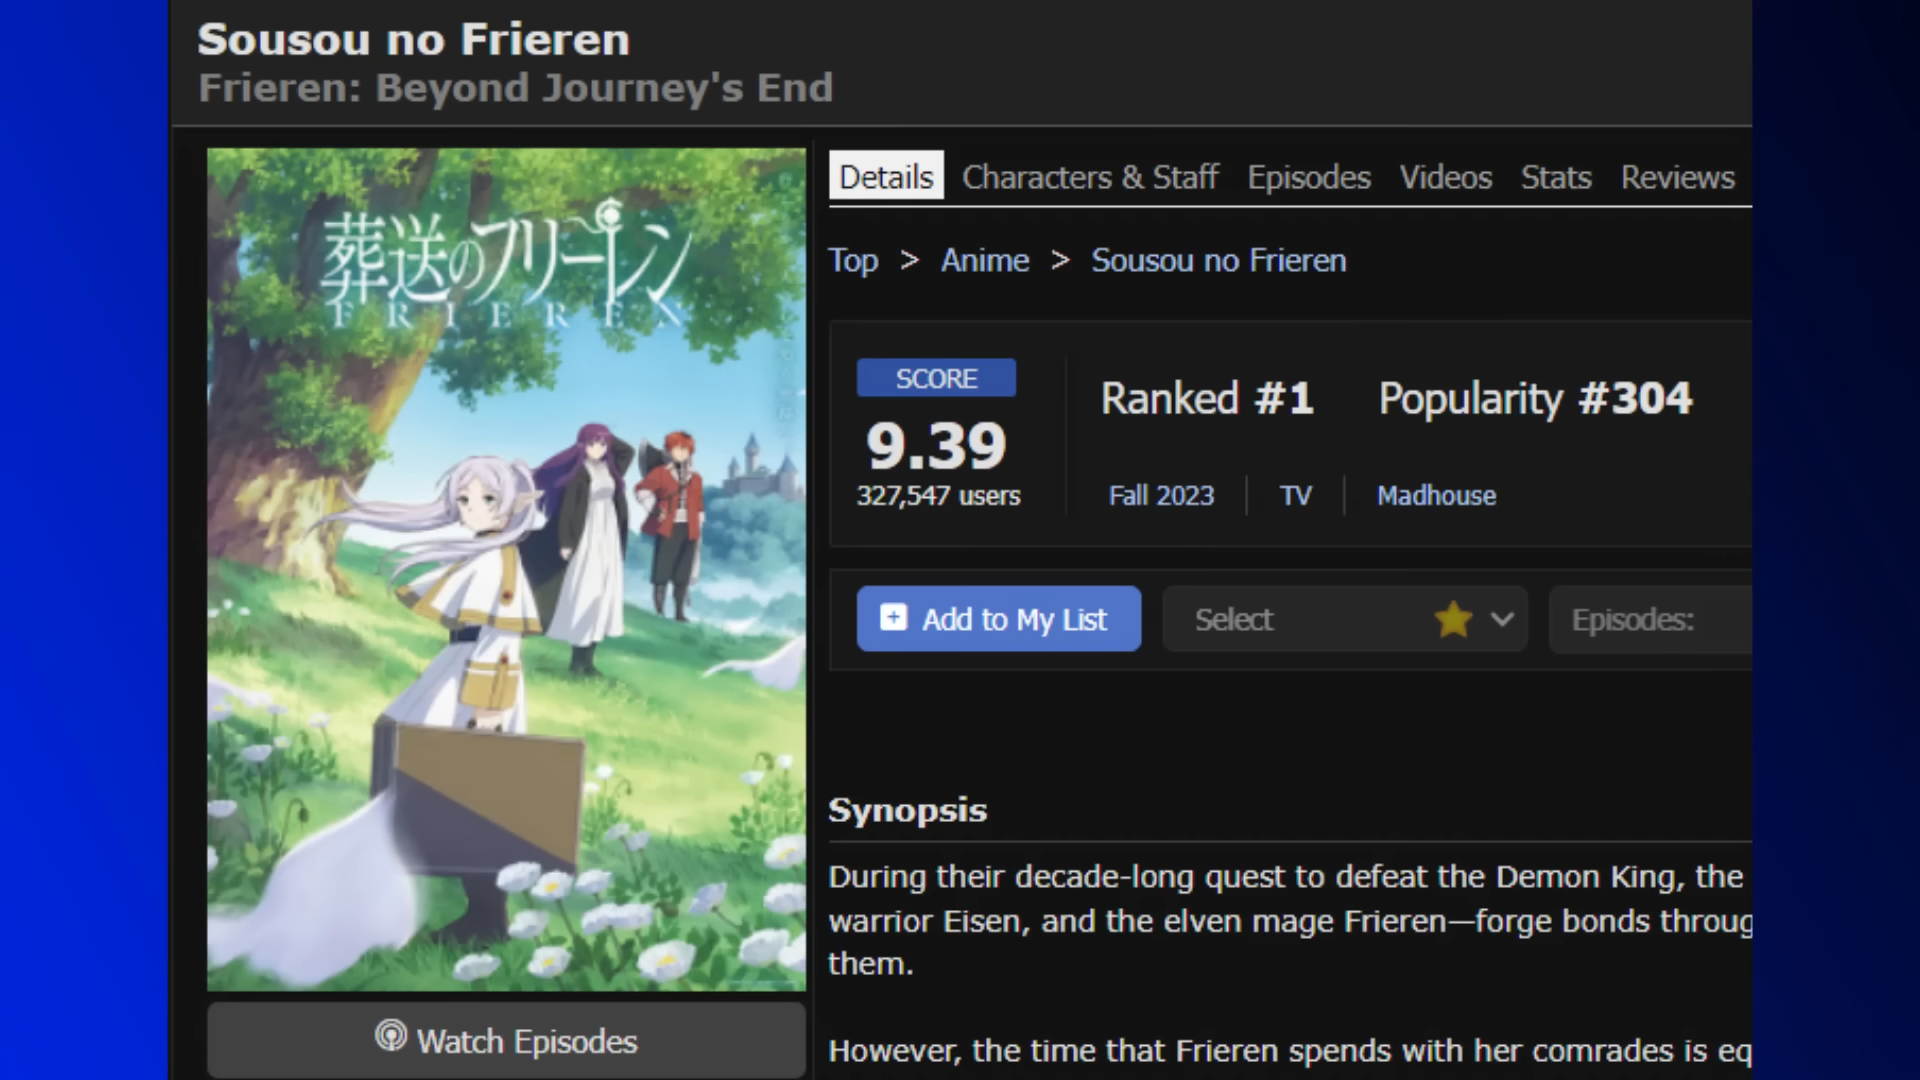 Sousou no Frieren
Frieren: Beyond Journey's End
葬送のフリーレン
FRIEREN
Details Characters & Staff Episodes Videos Stats Reviews
Top > Anime > Sousou no Frieren
SCORE
9.39
327,547 users
Ranked #1 Popularity #304
Fall 2023 TV Madhouse
Add to My List Select Episodes:
Synopsis
During their decade-long quest to defeat the Demon King, the
warrior Eisen, and the elven mage Frieren—forge bonds throug
them.
However, the time that Frieren spends with her comrades is eq
Watch Episodes